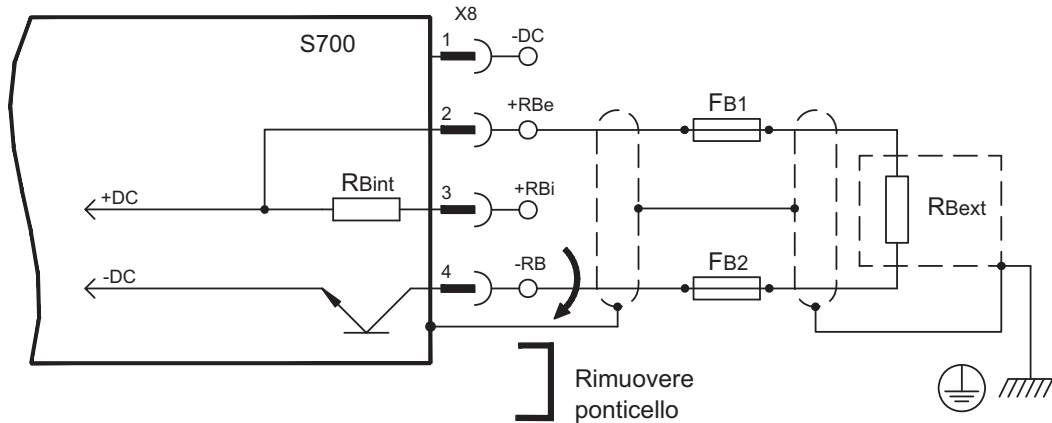 X8
S700
1
-DC
2
+RBe
FB1
+DC
RBint
3
+RBi
RBext
-DC
4
-RB
FB2
Rimuovere
ponticello